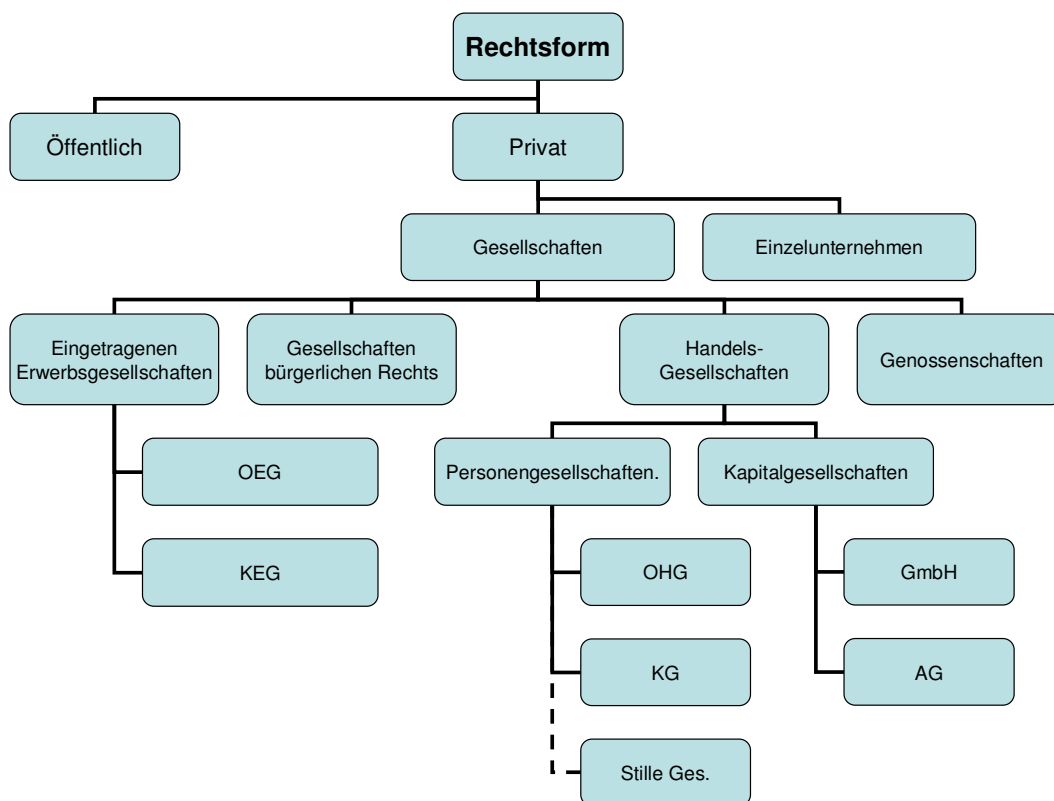 Rechtsform
Öffentlich
Privat
Gesellschaften
Einzelunternehmen
Eingetragenen
Erwerbsgesellschaften
Gesellschaften
bürgerlichen Rechts
Handels-
Gesellschaften
Genossenschaften
OEG
KEG
Personengesellschaften.
Kapitalgesellschaften
OHG
GmbH
KG
AG
Stille Ges.